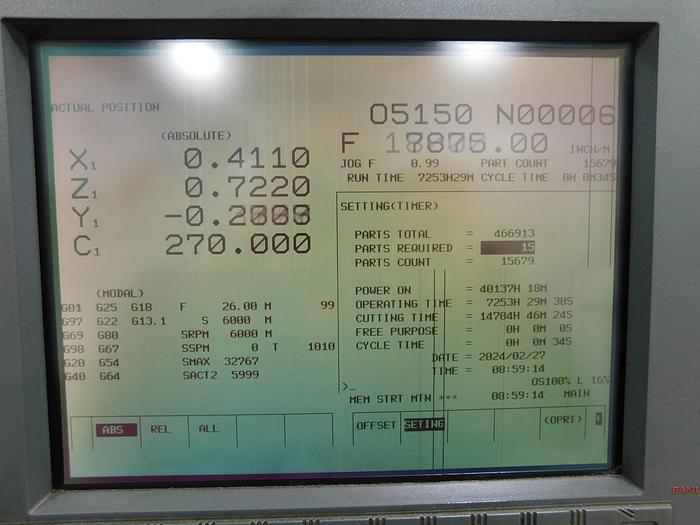 ACTUAL POSITION
(ABSOLUTE)
X1 0.4110
Z1 0.7220
Y1
C1 270.000
(MODAL)
G01 G25 G18 F 26.00 M 99
G97 G22 G13.1 S 6000 M
G69 G80 SRPM 6000 M
G98 G67 SSPM 0 T 1010
G20 G54 SMAX 32767
G40 G64 SACT2 5999
ABS REL ALL
O5150 N00006
F INCH/M
JOG F 0.99 PART COUNT 15679
RUN TIME 7253H29M CYCLE TIME 0H 0M34S
SETTING(TIMER)
PARTS TOTAL = 466913
PARTS REQUIRED = 15
PARTS COUNT = 15679
POWER ON = 40137H 18M
OPERATING TIME = 7253H 29M 30S
CUTTING TIME = 14784H 46M 24S
FREE PURPOSE = 0H 0M 0S
CYCLE TIME = 0H 0M 34S
DATE = 2024/02/27
TIME = 08:59:14
OS100% L 16%
>_
MEM STRT MTN *** 08:59:14 MAIN
OFFSET SETING (OPRT)
FANU